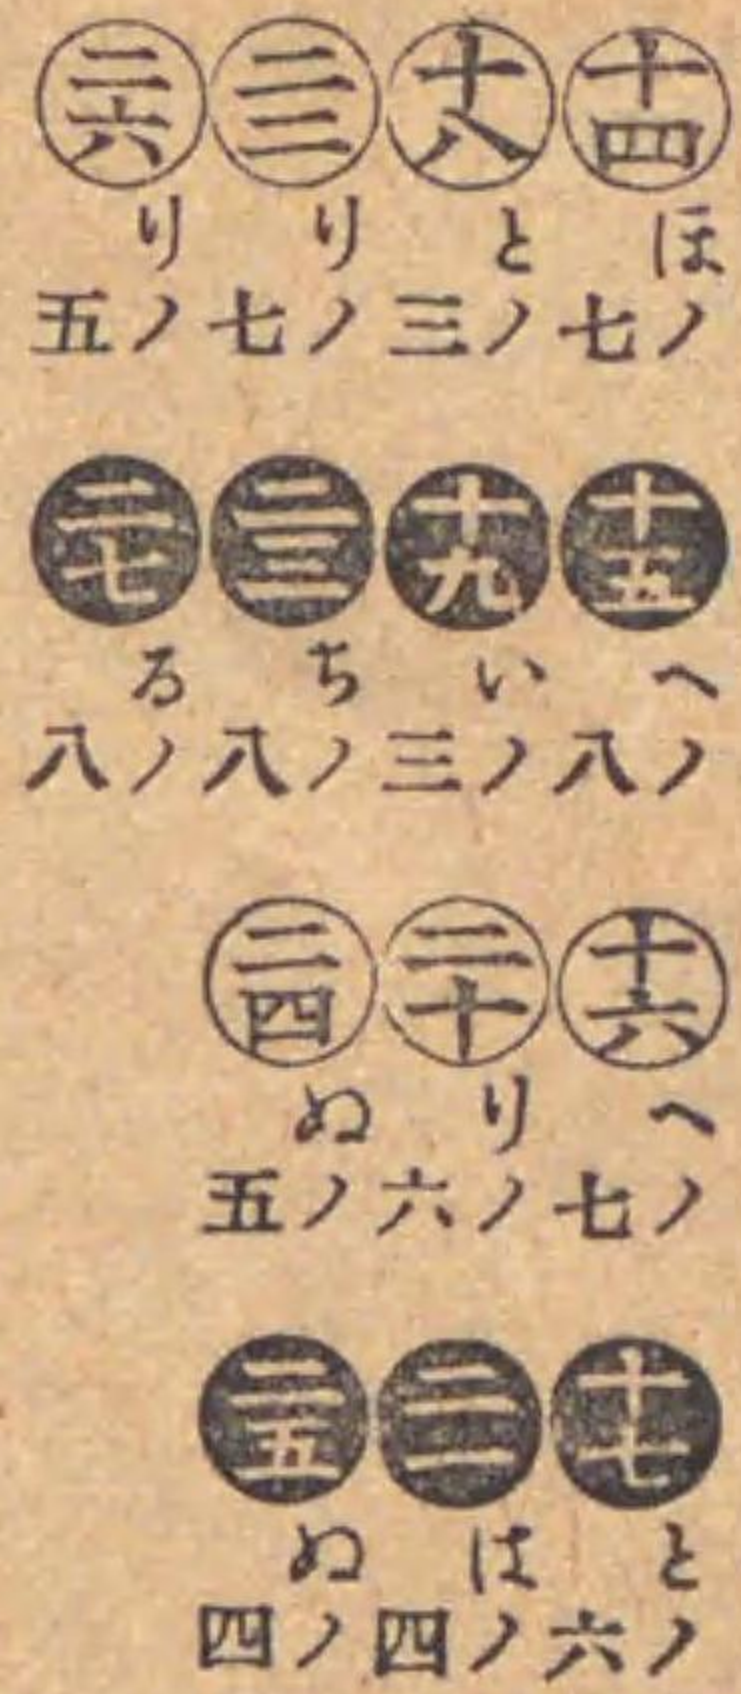 十四 ほノ七
十五 へノ八
十六 へノ七
十七 とノ六
十八 とノ三
十九 いノ三
二十 りノ六
二一 はノ四
二二 りノ七
二三 ちノ八
二四 ぬノ五
二五 ぬノ四
二六 りノ五
二七 るノ八